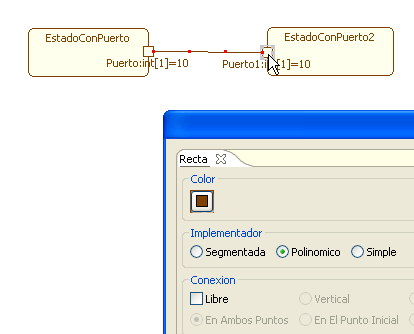 EstadoConPuerto
EstadoConPuerto2
Puerto:int[1]=10
Puerto1:int[1]=10
Recta
Color
Implementador
Segmentada
Polinomico
Simple
Conexion
Libre
Vertical
En Ambos Puntos
En El Punto Inicial